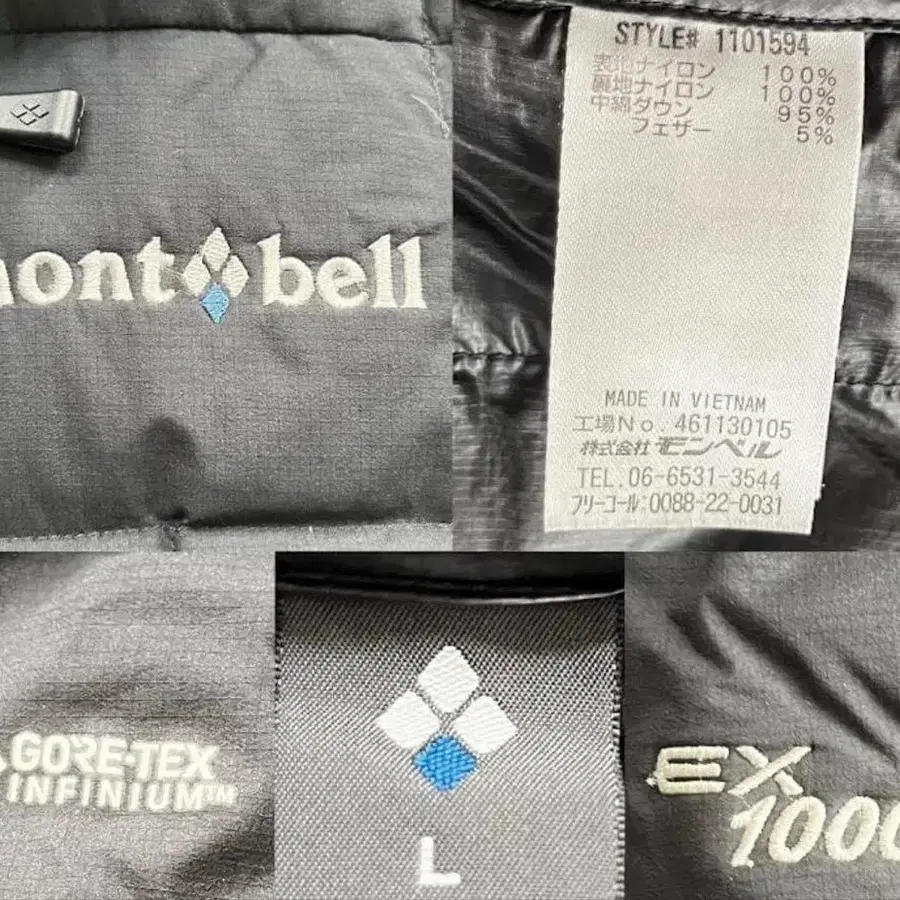 mont bell
STYLE# 1101594
表地ナイロン 100%
裏地ナイロン 100%
中綿ダウン 95%
フェザー 5%
MADE IN VIETNAM
工場No. 461130105
株式会社モンベル
TEL. 06-6531-3544
フリーコール: 0088-22-0031
GORE-TEX
INFINIUM™
L
EX
1000